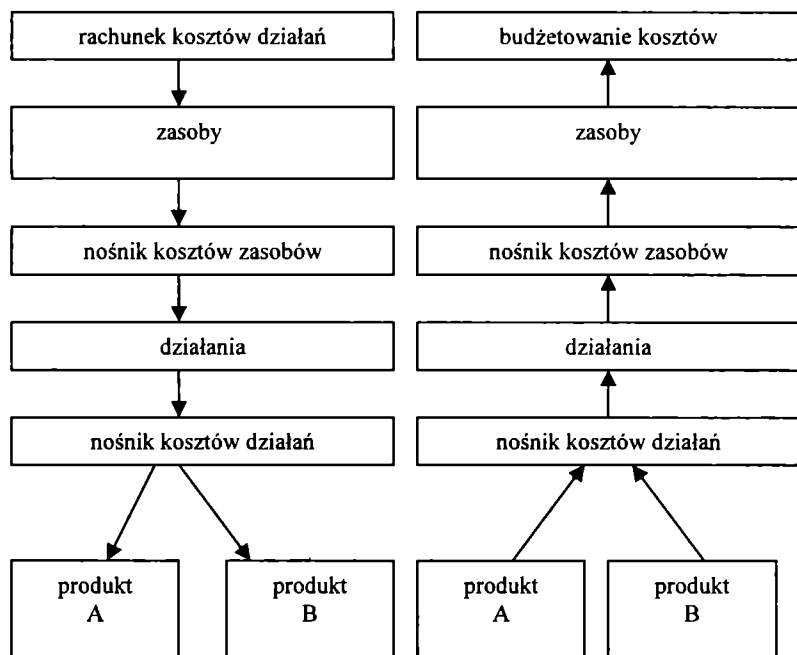 rachunek kosztów działań
zasoby
nośnik kosztów zasobów
działania
nośnik kosztów działań
produkt
A
produkt
B
budżetowanie kosztów
zasoby
nośnik kosztów zasobów
działania
nośnik kosztów działań
produkt
A
produkt
B